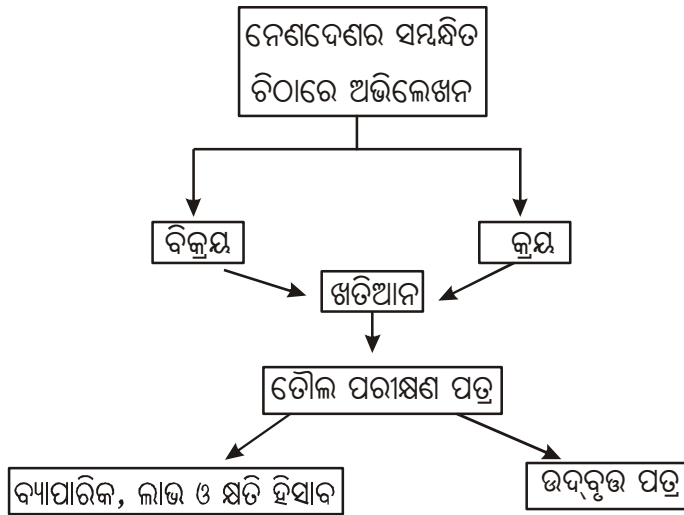 ନେଣଦେଣର ସମ୍ବନ୍ଧିତ
ଚିଠାରେ ଅଭିଲେଖନ
ବିକ୍ରୟ
କ୍ରୟ
ଖତିଆନ
ତୌଲ ପରୀକ୍ଷଣ ପତ୍ର
ବ୍ୟାପାରିକ, ଲାଭ ଓ କ୍ଷତି ହିସାବ
ଉଦ୍‌ବୃତ୍ତ ପତ୍ର